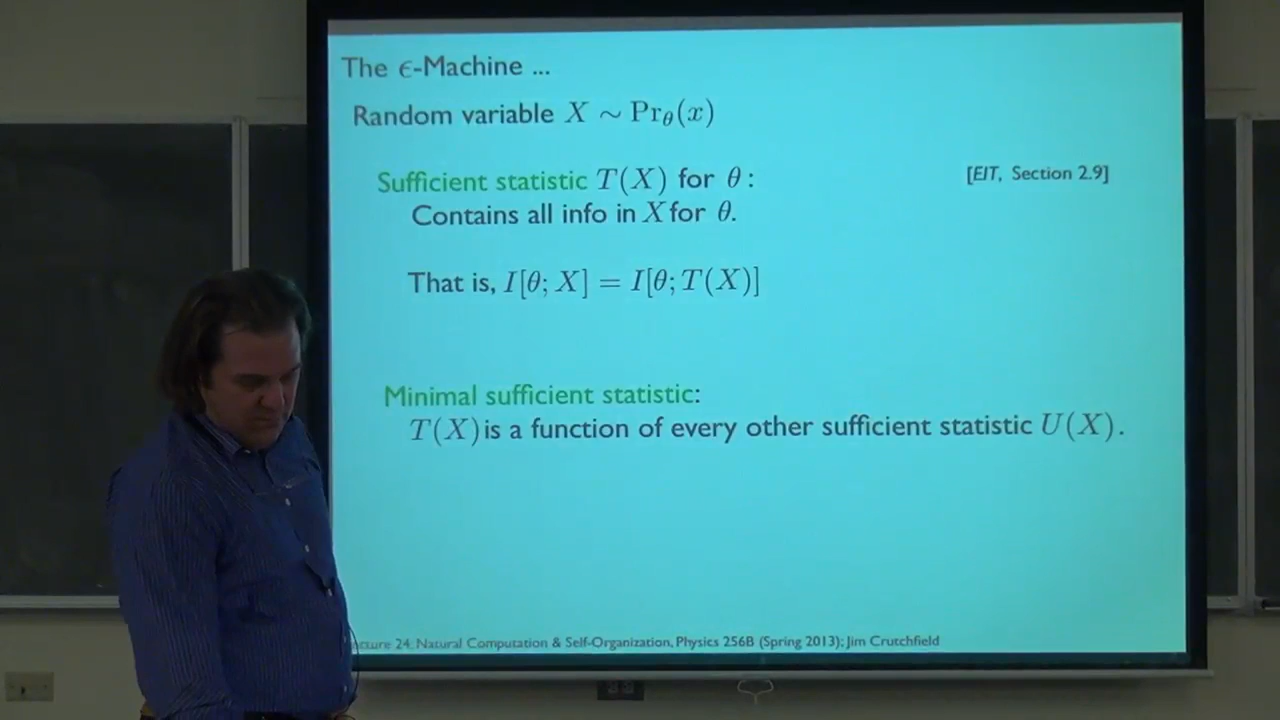 The ϵ-Machine ...
Random variable X ∼ Pr_θ(x)
Sufficient statistic T(X) for θ:
[EIT, Section 2.9]
Contains all info in X for θ.
That is, I[θ; X] = I[θ; T(X)]
Minimal sufficient statistic:
T(X) is a function of every other sufficient statistic U(X).
24, Natural Computation & Self-Organization, Physics 256B (Spring 2013); Jim Crutchfield